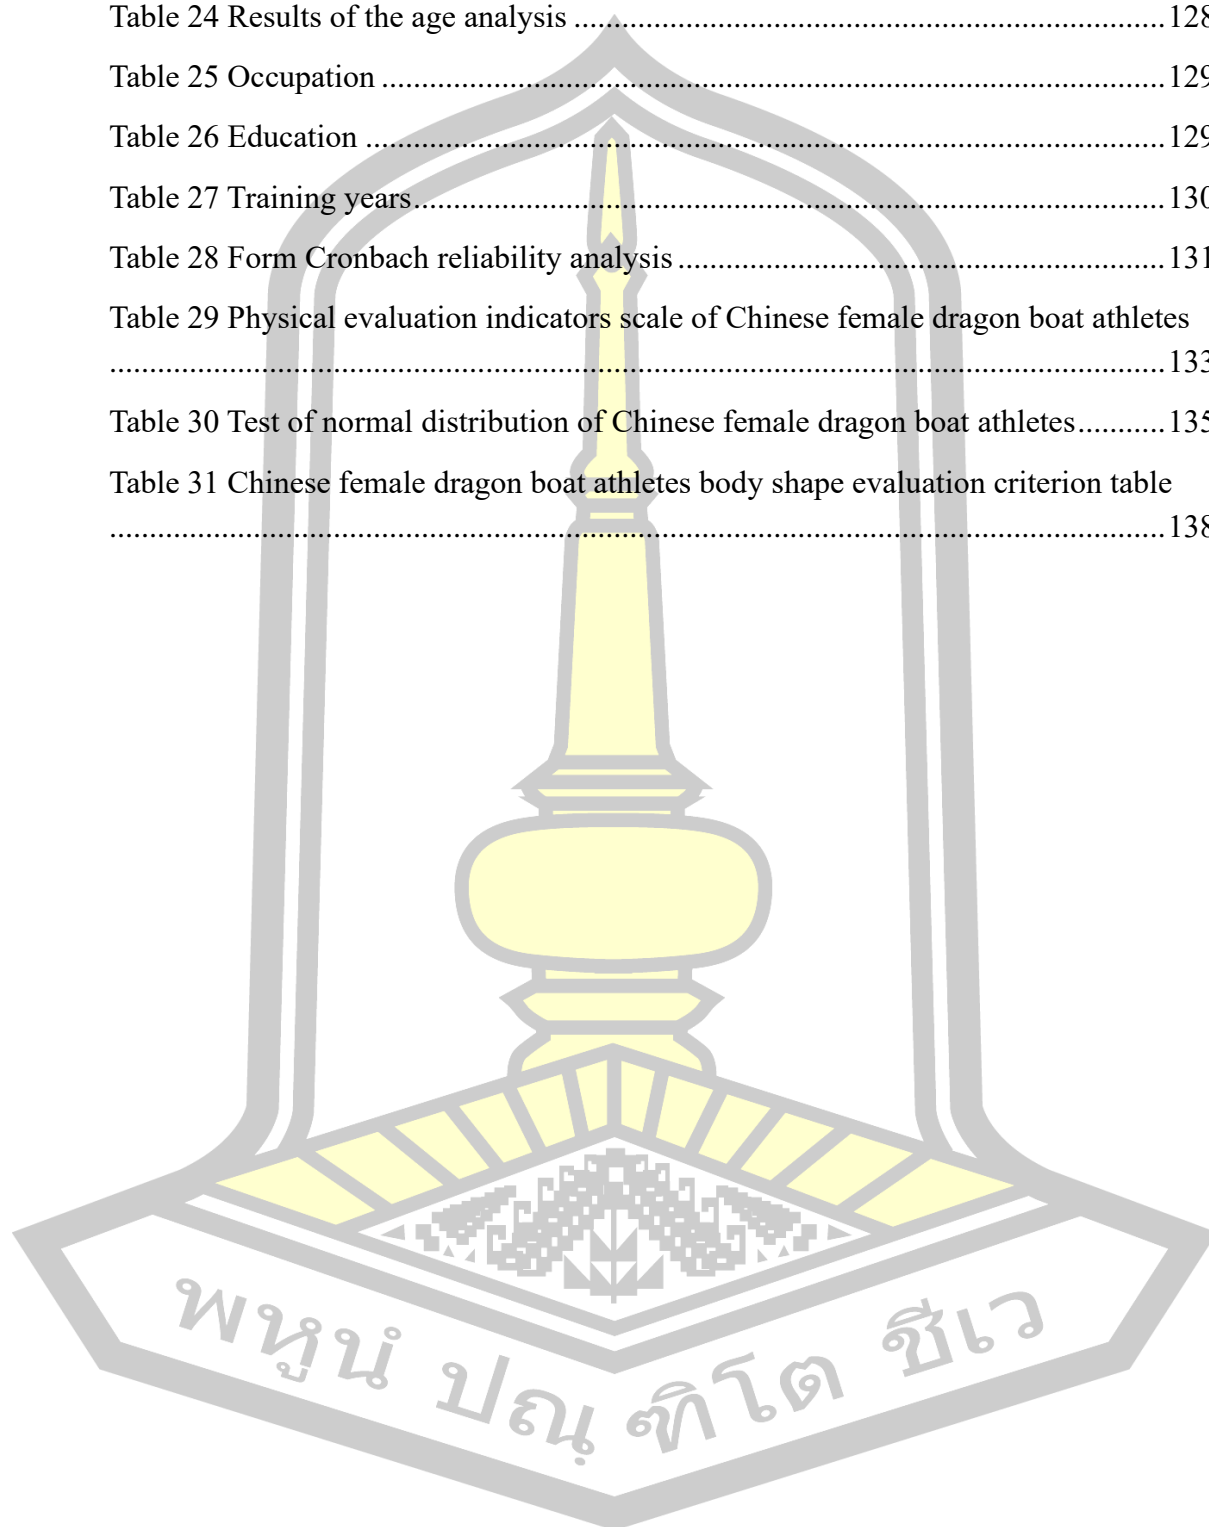 Table 24 Results of the age analysis ..........................................................................128
Table 25 Occupation ..................................................................................................129
Table 26 Education ....................................................................................................129
Table 27 Training years..............................................................................................130
Table 28 Form Cronbach reliability analysis .............................................................131
Table 29 Physical evaluation indicators scale of Chinese female dragon boat athletes
....................................................................................................................................133
Table 30 Test of normal distribution of Chinese female dragon boat athletes...........135
Table 31 Chinese female dragon boat athletes body shape evaluation criterion table
....................................................................................................................................138
พหูนํ ปณฺฑิโต ชีเว